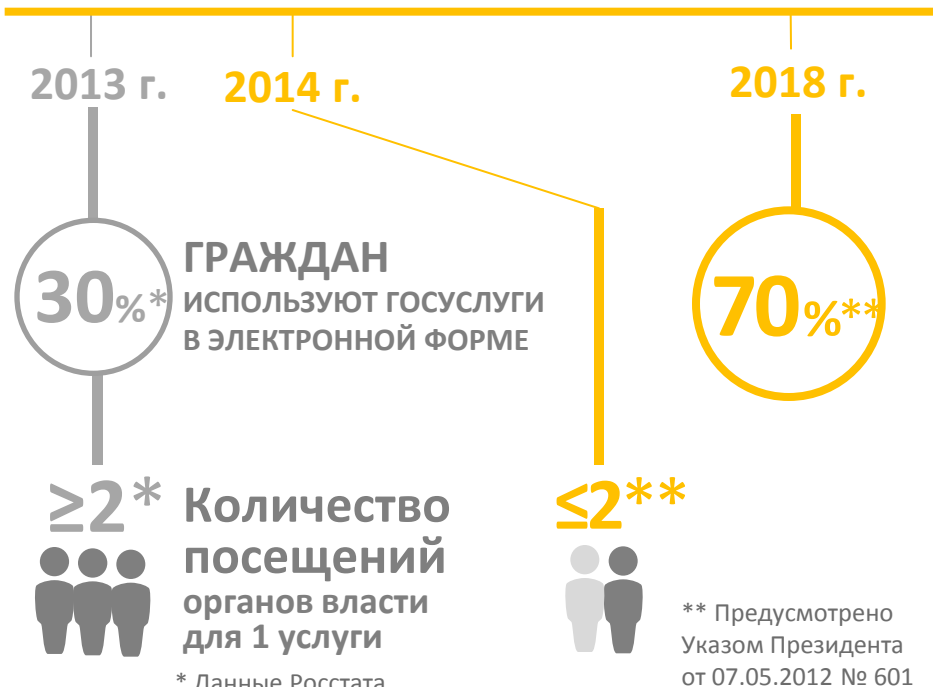 2013 г.
2014 г.
2018 г.
30%*
ГРАЖДАН
ИСПОЛЬЗУЮТ ГОСУСЛУГИ
В ЭЛЕКТРОННОЙ ФОРМЕ
70%**
≥2*
Количество
посещений
органов власти
для 1 услуги
≤2**
* Данные Росстата
** Предусмотрено
Указом Президента
от 07.05.2012 № 601